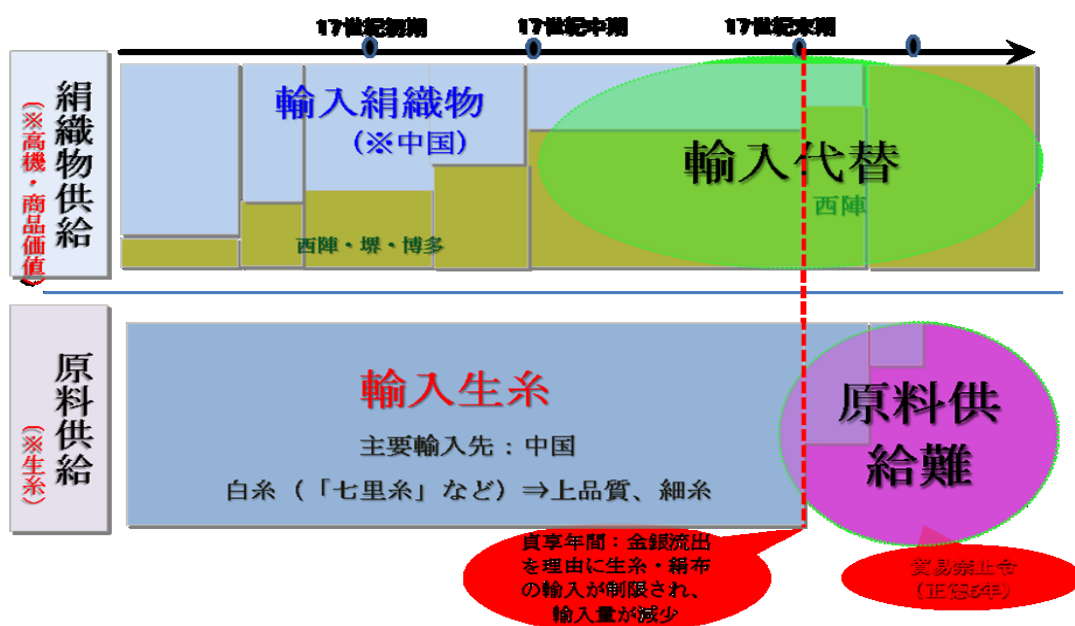 17世紀初期
17世紀中期
17世紀末期
絹織物供給
(※高機・商品価値)
輸入絹織物
(※中国)
西陣・堺・博多
輸入代替
西陣
原料供給
(※生糸)
輸入生糸
主要輸入先：中国
白糸（「七里糸」など）⇒上品質、細糸
原料供
給難
貞享年間：金銀流出
を理由に生糸・絹布
の輸入が制限され、
輸入量が減少
貿易禁止令
（正徳5年）